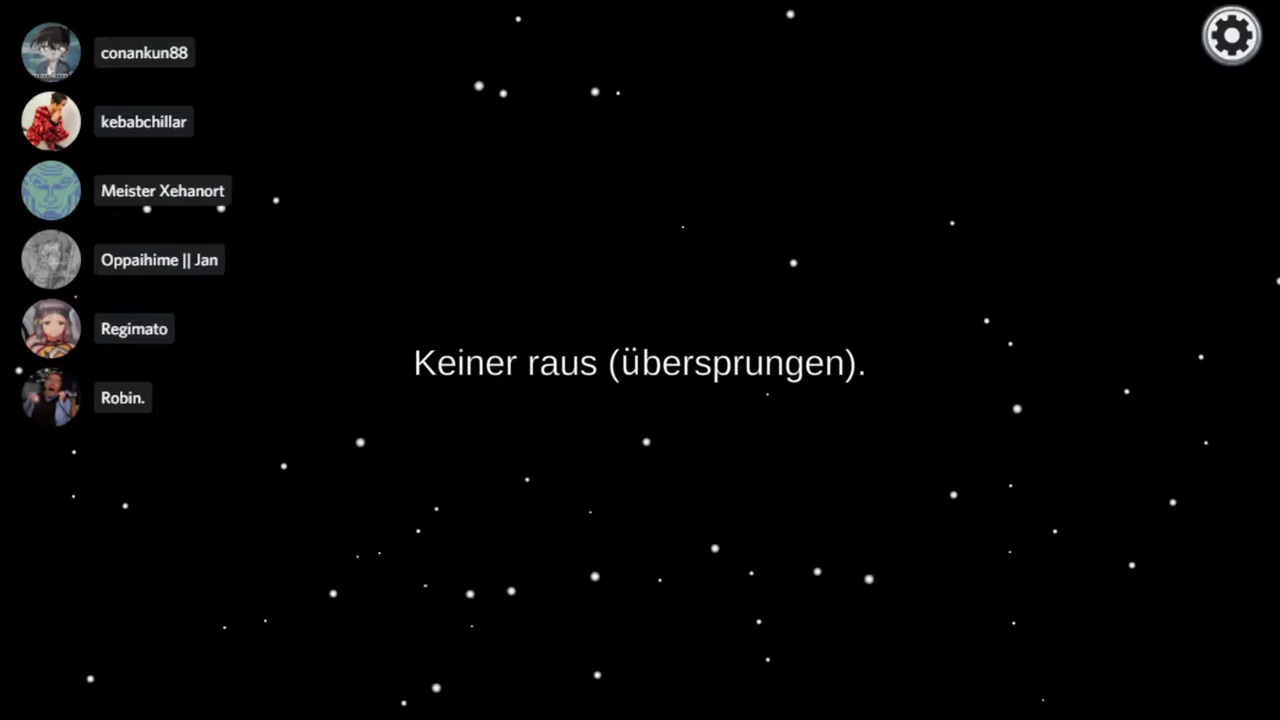 conankun88
kebabchillar
Meister Xehanort
Oppaihime || Jan
Regimato
Robin.
Keiner raus (übersprungen).